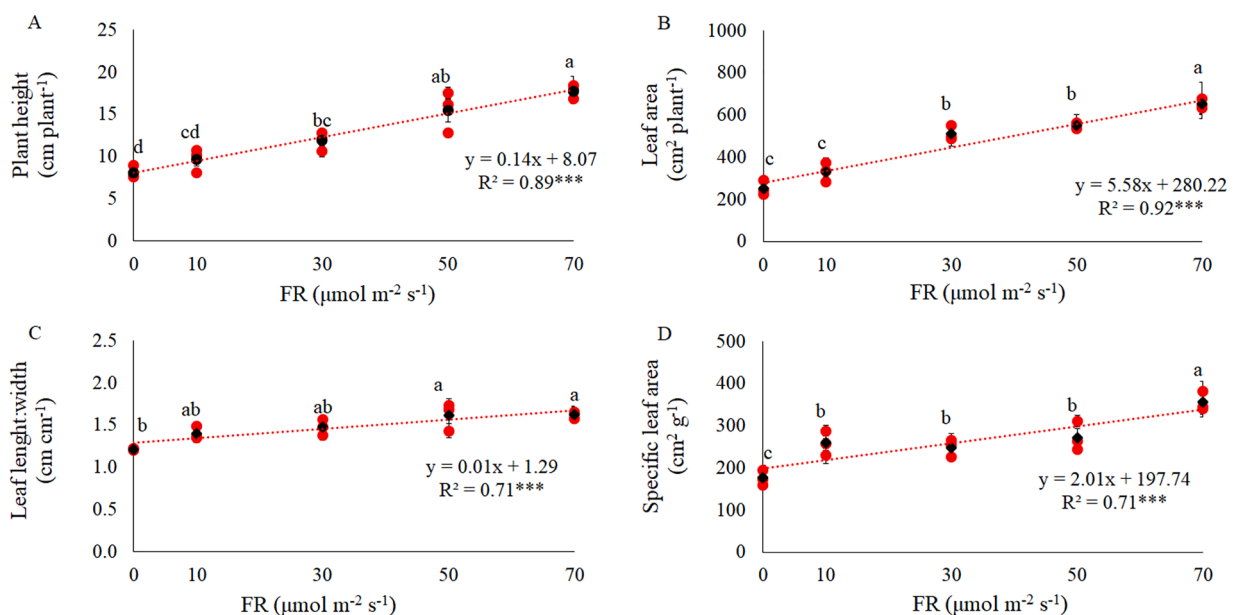 A
Plant height
(cm plant-1)
25
20
15
10
5
0
d
cd
bc
ab
a
y = 0.14x + 8.07
R² = 0.89***
0 10 30 50 70
FR (µmol m-2 s-1)
B
Leaf area
(cm2 plant-1)
1000
800
600
400
200
0
c
c
b
b
a
y = 5.58x + 280.22
R² = 0.92***
0 10 30 50 70
FR (µmol m-2 s-1)
C
Leaf lenght:width
(cm cm-1)
2.5
2.0
1.5
1.0
0.5
0.0
b
ab
ab
a
a
y = 0.01x + 1.29
R² = 0.71***
0 10 30 50 70
FR (µmol m-2 s-1)
D
Specific leaf area
(cm2 g-1)
500
400
300
200
100
0
c
b
b
b
a
y = 2.01x + 197.74
R² = 0.71***
0 10 30 50 70
FR (µmol m-2 s-1)